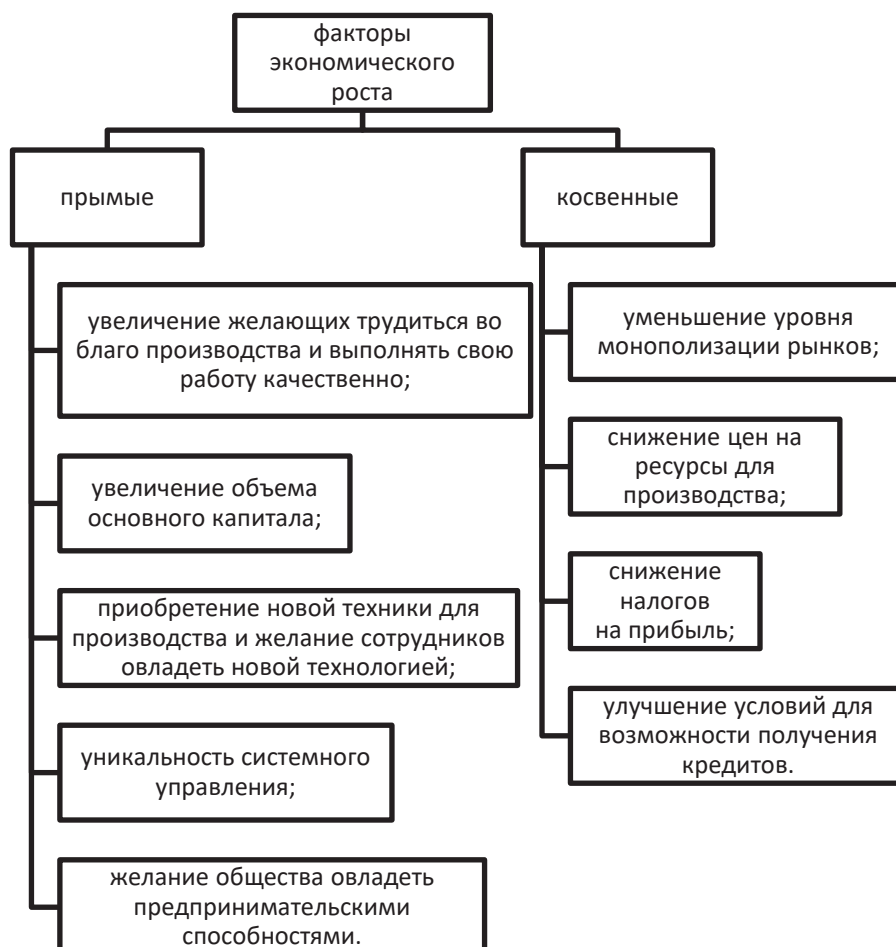 факторы
экономического
роста
прымые
косвенные
увеличение желающих трудиться во
благо производства и выполнять свою
работу качественно;
увеличение объема
основного капитала;
приобретение новой техники для
производства и желание сотрудников
овладеть новой технологией;
уникальность системного
управления;
желание общества овладеть
предпринимательскими
способностями.
уменьшение уровня
монополизации рынков;
снижение цен на
ресурсы для
производства;
снижение
налогов
на прибыль;
улучшение условий для
возможности получения
кредитов.